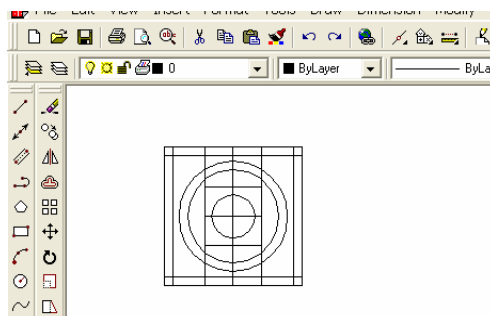 File Edit View Insert Format Tools Draw Dimension Modify
0 ByLayer ByLa